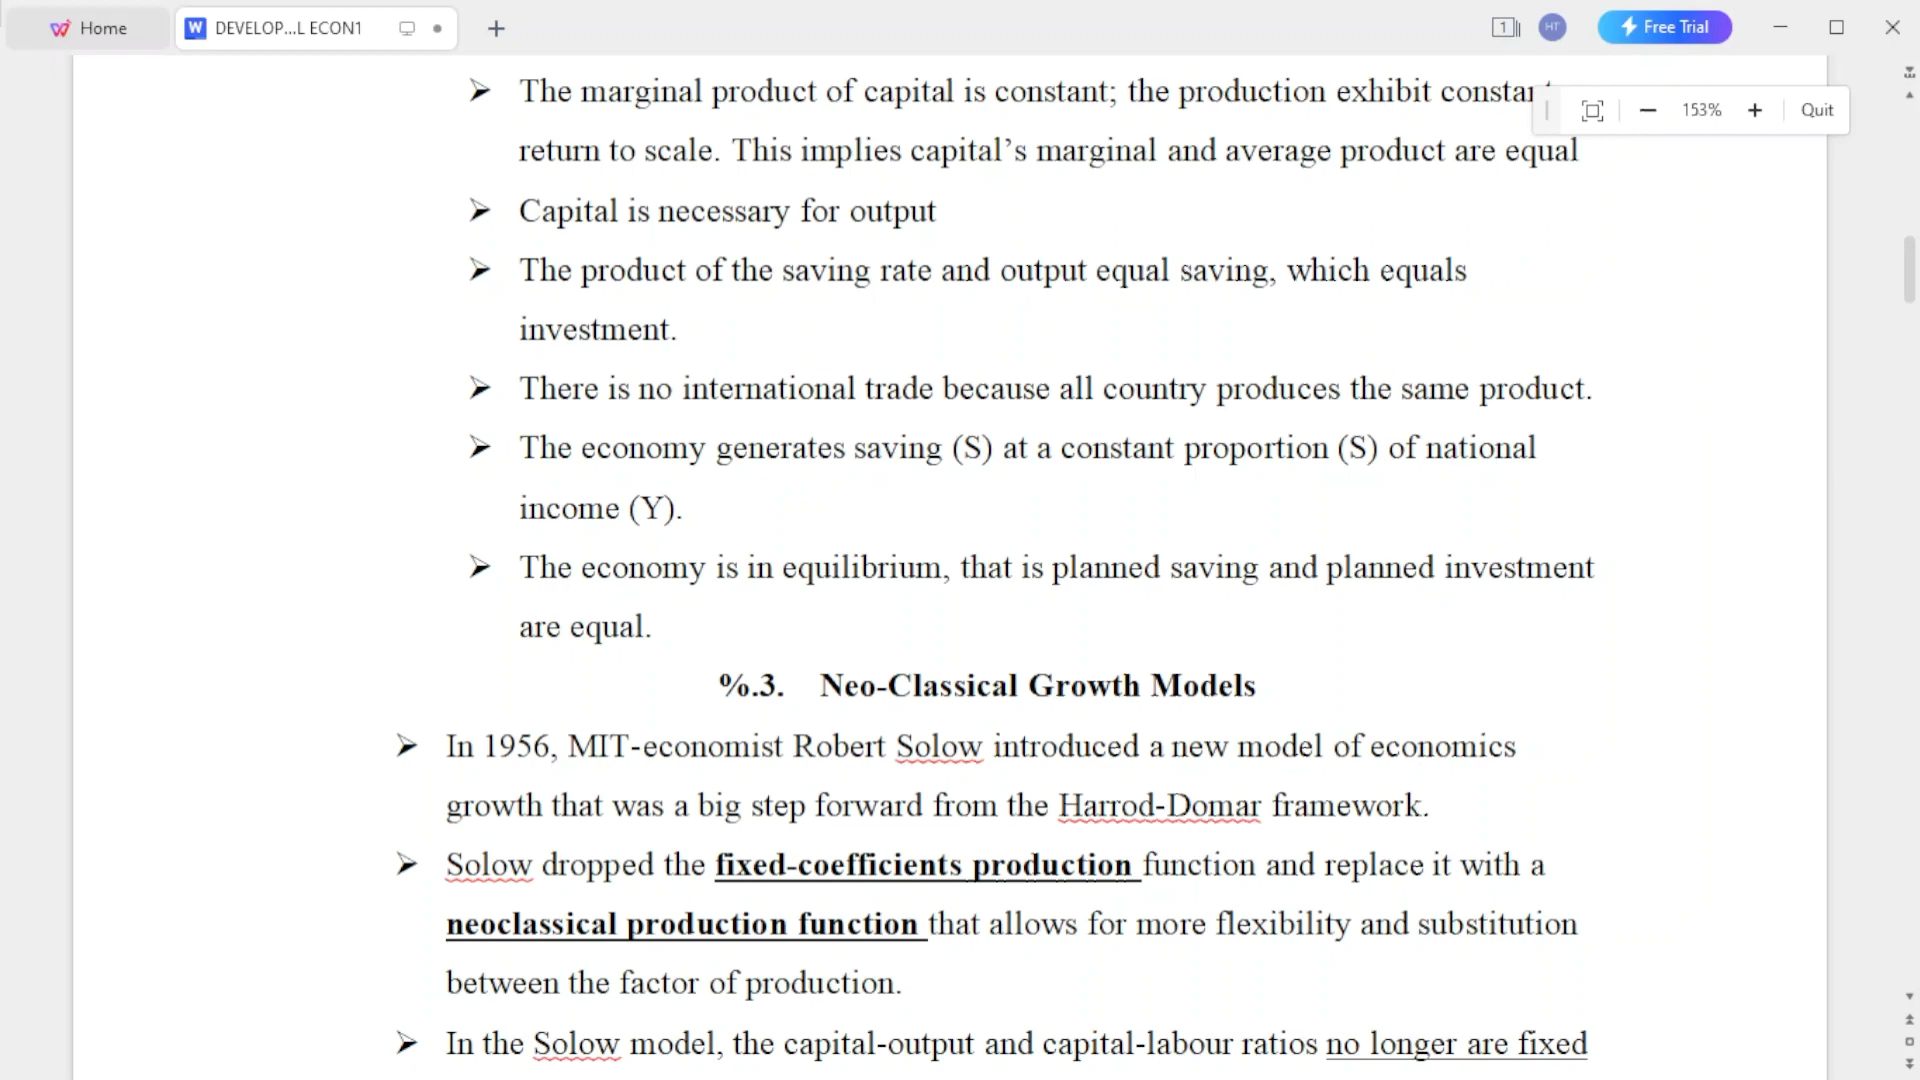 Home
DEVELOP...L ECON1
1
HT
Free Trial
153%
Quit
➢ The marginal product of capital is constant; the production exhibit constant
return to scale. This implies capital’s marginal and average product are equal
➢ Capital is necessary for output
➢ The product of the saving rate and output equal saving, which equals
investment.
➢ There is no international trade because all country produces the same product.
➢ The economy generates saving (S) at a constant proportion (S) of national
income (Y).
➢ The economy is in equilibrium, that is planned saving and planned investment
are equal.
%.3. Neo-Classical Growth Models
➢ In 1956, MIT-economist Robert Solow introduced a new model of economics
growth that was a big step forward from the Harrod-Domar framework.
➢ Solow dropped the fixed-coefficients production function and replace it with a
neoclassical production function that allows for more flexibility and substitution
between the factor of production.
➢ In the Solow model, the capital-output and capital-labour ratios no longer are fixed